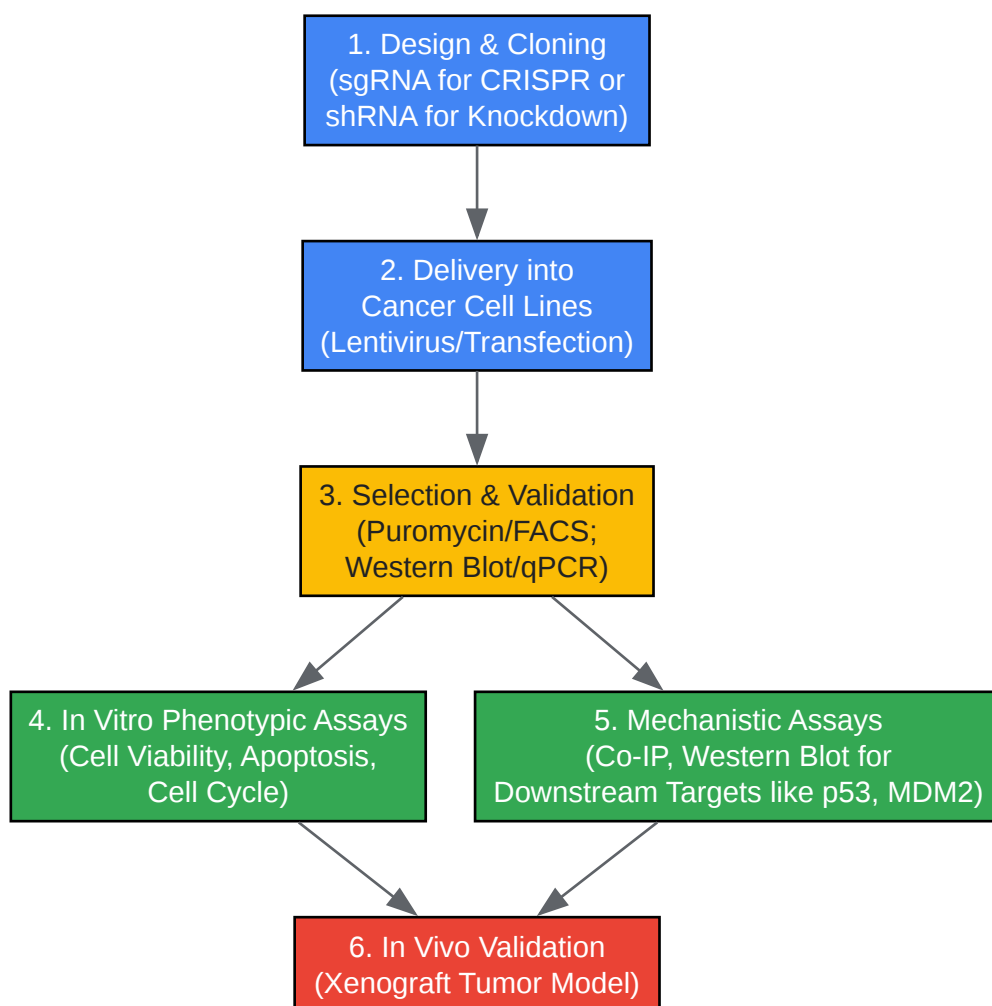 1. Design & Cloning
(sgRNA for CRISPR or
shRNA for Knockdown)
2. Delivery into
Cancer Cell Lines
(Lentivirus/Transfection)
3. Selection & Validation
(Puromycin/FACS;
Western Blot/qPCR)
4. In Vitro Phenotypic Assays
(Cell Viability, Apoptosis,
Cell Cycle)
5. Mechanistic Assays
(Co-IP, Western Blot for
Downstream Targets like p53, MDM2)
6. In Vivo Validation
(Xenograft Tumor Model)